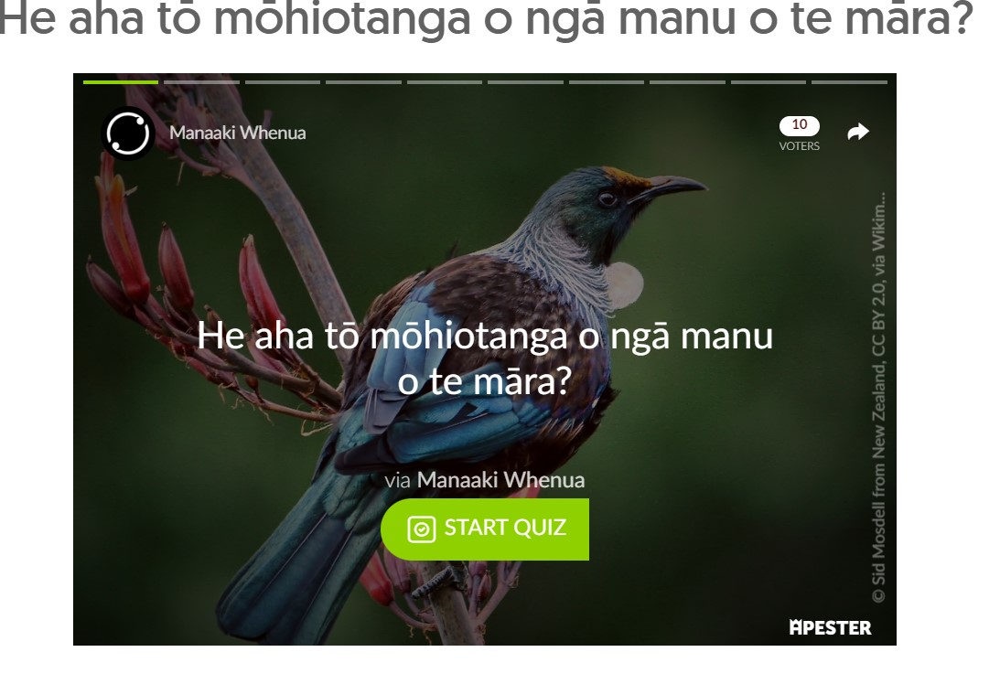 He aha tō mōhiotanga o ngā manu o te māra?
Manaaki Whenua
10
VOTERS
He aha tō mōhiotanga o ngā manu
o te māra?
via Manaaki Whenua
START QUIZ
© Sid Mosdell from New Zealand, CC BY 2.0, via Wikim...
APESTER